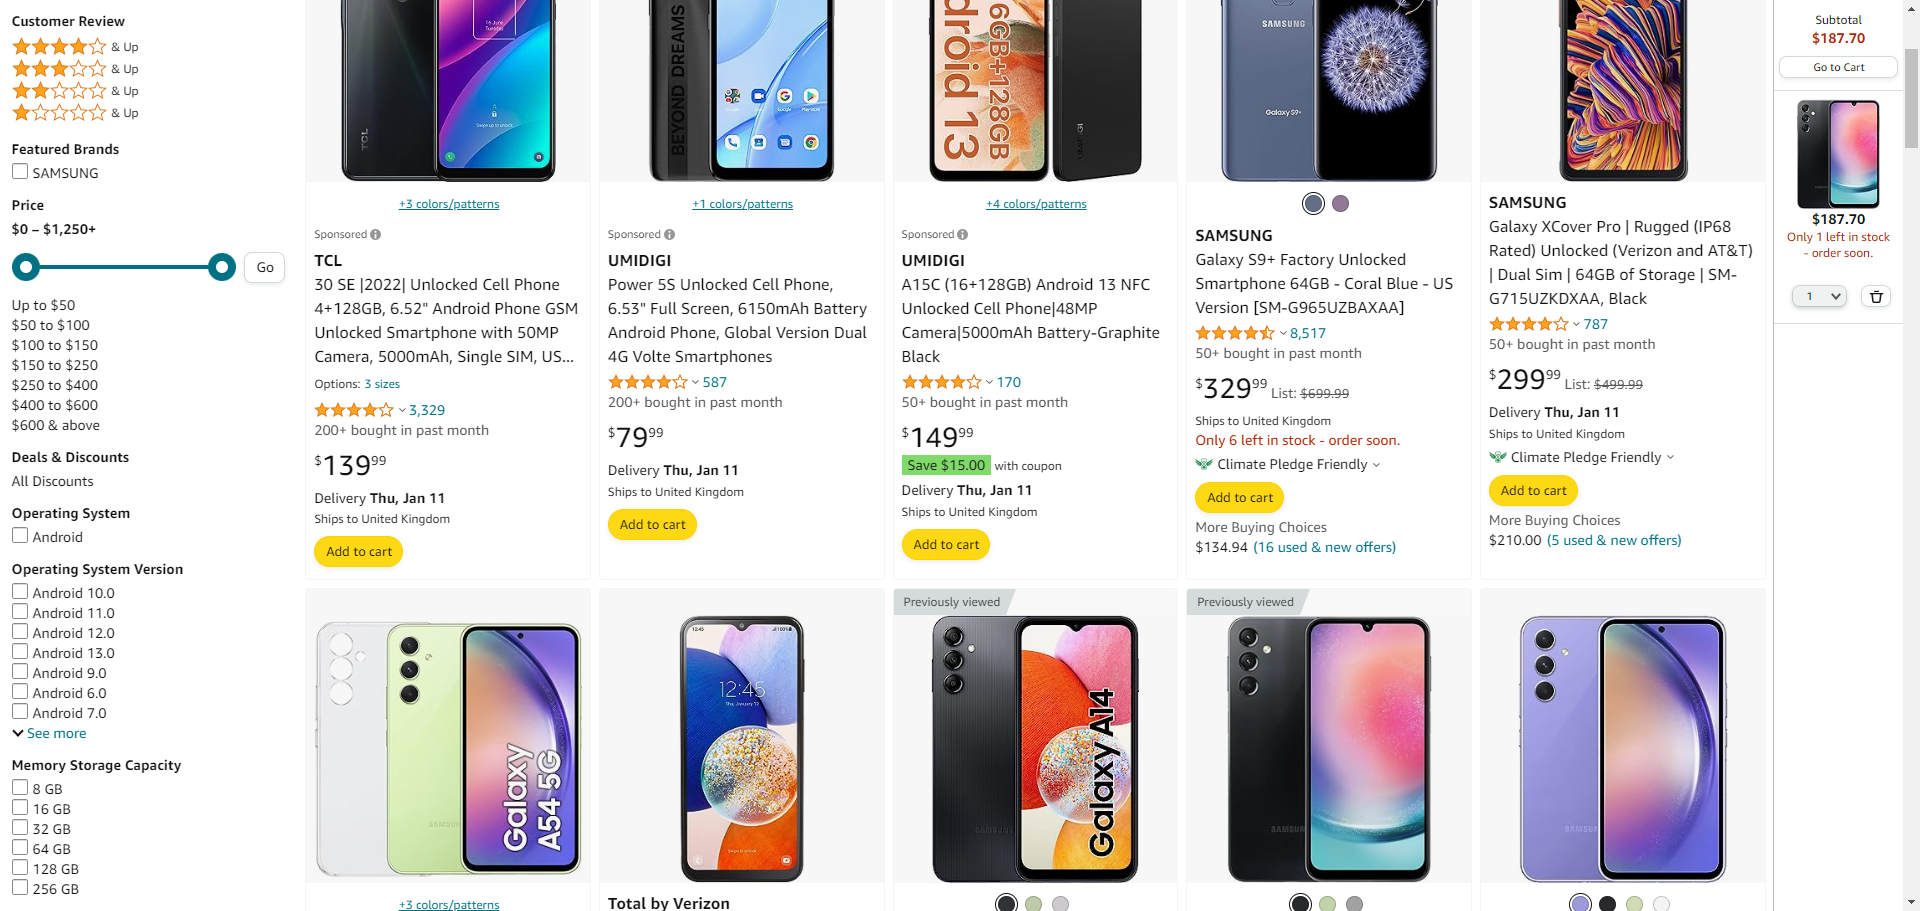 Customer Review
& Up
& Up
& Up
& Up
Featured Brands
SAMSUNG
Price
$0 – $1,250+
Go
Up to $50
$50 to $100
$100 to $150
$150 to $250
$250 to $400
$400 to $600
$600 & above
Deals & Discounts
All Discounts
Operating System
Android
Operating System Version
Android 10.0
Android 11.0
Android 12.0
Android 13.0
Android 9.0
Android 6.0
Android 7.0
See more
Memory Storage Capacity
8 GB
16 GB
32 GB
64 GB
128 GB
256 GB
TCL
+3 colors/patterns
Sponsored
TCL
30 SE |2022| Unlocked Cell Phone
4+128GB, 6.52" Android Phone GSM
Unlocked Smartphone with 50MP
Camera, 5000mAh, Single SIM, US...
Options: 3 sizes
3,329
200+ bought in past month
$139.99
Delivery Thu, Jan 11
Ships to United Kingdom
Add to cart
BEYOND DREAMS
+1 colors/patterns
Sponsored
UMIDIGI
Power 5S Unlocked Cell Phone,
6.53" Full Screen, 6150mAh Battery
Android Phone, Global Version Dual
4G Volte Smartphones
587
200+ bought in past month
$79.99
Delivery Thu, Jan 11
Ships to United Kingdom
Add to cart
droid 13
6GB+128GB
UMIDIGI
+4 colors/patterns
Sponsored
UMIDIGI
A15C (16+128GB) Android 13 NFC
Unlocked Cell Phone|48MP
Camera|5000mAh Battery-Graphite
Black
170
50+ bought in past month
$149.99
Save $15.00 with coupon
Delivery Thu, Jan 11
Ships to United Kingdom
Add to cart
SAMSUNG
Galaxy S9+
SAMSUNG
Galaxy S9+ Factory Unlocked
Smartphone 64GB - Coral Blue - US
Version [SM-G965UZBAXAA]
8,517
50+ bought in past month
$329.99 List: $699.99
Ships to United Kingdom
Only 6 left in stock - order soon.
Climate Pledge Friendly
Add to cart
More Buying Choices
$134.94 (16 used & new offers)
SAMSUNG
Galaxy XCover Pro | Rugged (IP68
Rated) Unlocked (Verizon and AT&T)
| Dual Sim | 64GB of Storage | SM-
G715UZKDXAA, Black
787
50+ bought in past month
$299.99 List: $499.99
Delivery Thu, Jan 11
Ships to United Kingdom
Climate Pledge Friendly
Add to cart
More Buying Choices
$210.00 (5 used & new offers)
SAMSUNG
Galaxy
A54 5G
+3 colors/patterns
12:45
Total by Verizon
Previously viewed
SAMSUNG
Galaxy A14
Previously viewed
SAMSUNG
SAMSUNG
Subtotal
$187.70
Go to Cart
$187.70
Only 1 left in stock
- order soon.
1